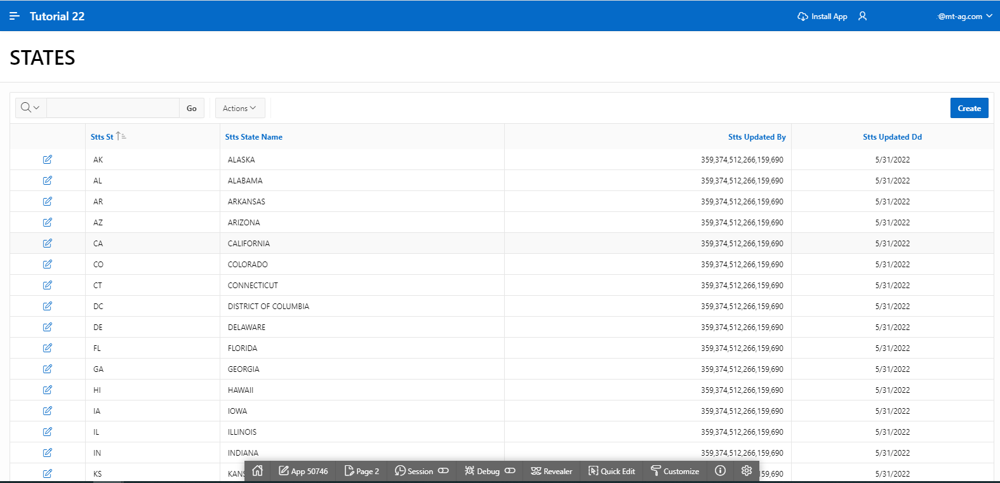 Tutorial 22 Install App @mt-ag.com
STATES
Go Actions Create
Stts St Stts State Name Stts Updated By Stts Updated Dd
AK ALASKA 359,374,512,266,159,690 5/31/2022
AL ALABAMA 359,374,512,266,159,690 5/31/2022
AR ARKANSAS 359,374,512,266,159,690 5/31/2022
AZ ARIZONA 359,374,512,266,159,690 5/31/2022
CA CALIFORNIA 359,374,512,266,159,690 5/31/2022
CO COLORADO 359,374,512,266,159,690 5/31/2022
CT CONNECTICUT 359,374,512,266,159,690 5/31/2022
DC DISTRICT OF COLUMBIA 359,374,512,266,159,690 5/31/2022
DE DELAWARE 359,374,512,266,159,690 5/31/2022
FL FLORIDA 359,374,512,266,159,690 5/31/2022
GA GEORGIA 359,374,512,266,159,690 5/31/2022
HI HAWAII 359,374,512,266,159,690 5/31/2022
IA IOWA 359,374,512,266,159,690 5/31/2022
IL ILLINOIS 359,374,512,266,159,690 5/31/2022
IN INDIANA 359,374,512,266,159,690 5/31/2022
KS 5/31/2022
App 50746 Page 2 Session Debug Revealer Quick Edit Customize